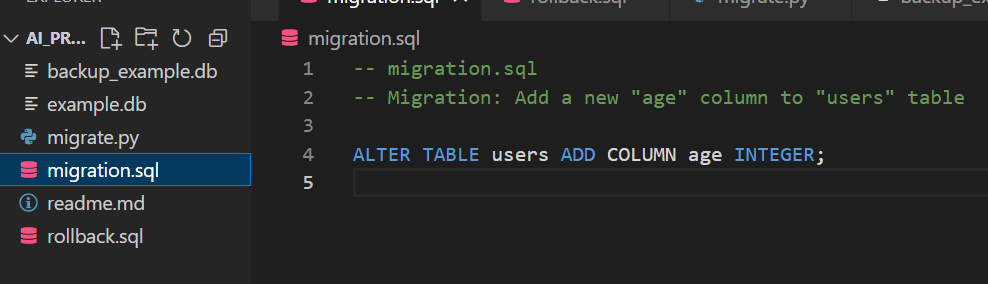 migration.sql
rollback.sql
migrate.py
EXPLORER
AI_PR...
backup_example.db
example.db
migrate.py
migration.sql
readme.md
rollback.sql
migration.sql
1 -- migration.sql
2 -- Migration: Add a new "age" column to "users" table
3
4 ALTER TABLE users ADD COLUMN age INTEGER;
5